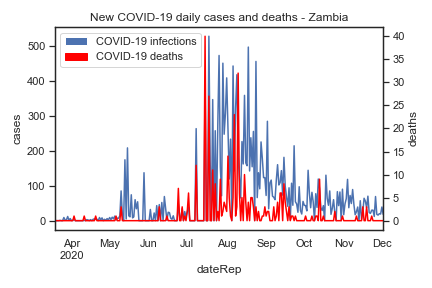 New COVID-19 daily cases and deaths - Zambia
COVID-19 infections
COVID-19 deaths
500
400
300
200
100
0
cases
40
35
30
25
20
15
10
5
0
deaths
Apr May Jun Jul Aug Sep Oct Nov Dec
2020
dateRep